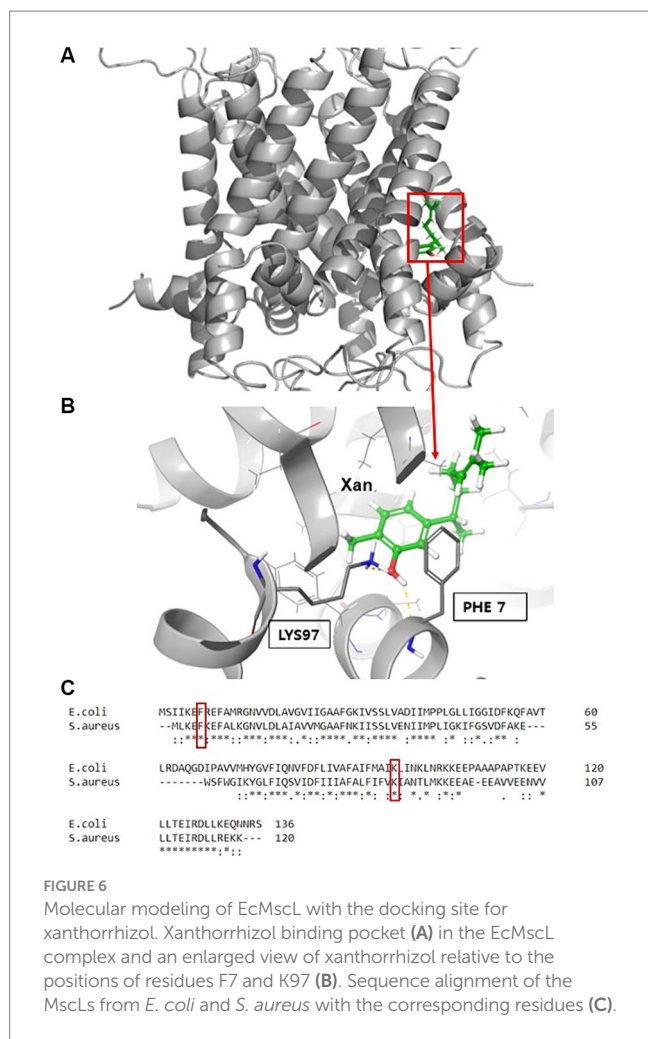 A
B
Xan
LYS97
PHE 7
C
E.coli MSIIKEFREFAMRGNVVDLAVGVIIGAAFGKIVSSLVADIIMPPLGLLIGGIDFKQFAVT 60
S.aureus --MLKEFKEFALKGNVLDLAIAVVMGAAFNKIISSLVENIIMPLIGKIFGSVDFAKE--- 55
E.coli LRDAQGDIPAVVMHYGVFIQNVFDFLIVAFAIFMAIKLINKLNRKKEEPAAAPAPTKEEV 120
S.aureus -------WSFWGIKYGLFIQSVIDFIIIAFALFIFVKIANTLMKKEEAE-EEAVVEENVV 107
E.coli LLTEIRDLLKEQNNRS 136
S.aureus LLTEIRDLLREKK--- 120
FIGURE 6
Molecular modeling of EcMscL with the docking site for
xanthorrhizol. Xanthorrhizol binding pocket (A) in the EcMscL
complex and an enlarged view of xanthorrhizol relative to the
positions of residues F7 and K97 (B). Sequence alignment of the
MscLs from E. coli and S. aureus with the corresponding residues (C).